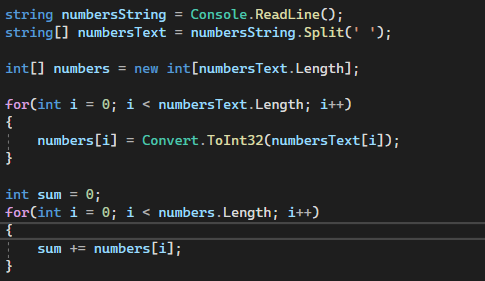 string numbersString = Console.ReadLine();
string[] numbersText = numbersString.Split(' ');
int[] numbers = new int[numbersText.Length];
for(int i = 0; i < numbersText.Length; i++)
{
    numbers[i] = Convert.ToInt32(numbersText[i]);
}
int sum = 0;
for(int i = 0; i < numbers.Length; i++)
{
    sum += numbers[i];
}